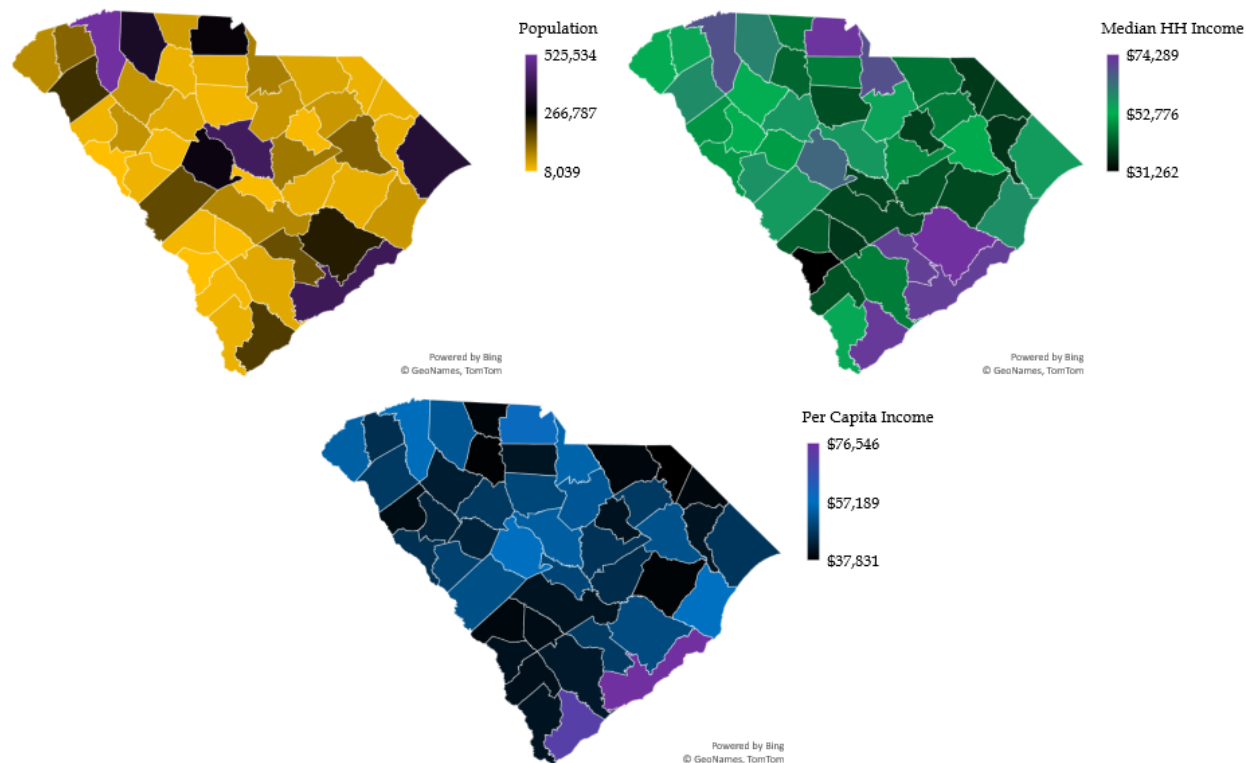 Population
525,534
266,787
8,039
Powered by Bing
© GeoNames, TomTom
Median HH Income
$74,289
$52,776
$31,262
Powered by Bing
© GeoNames, TomTom
Per Capita Income
$76,546
$57,189
$37,831
Powered by Bing
© GeoNames, TomTom